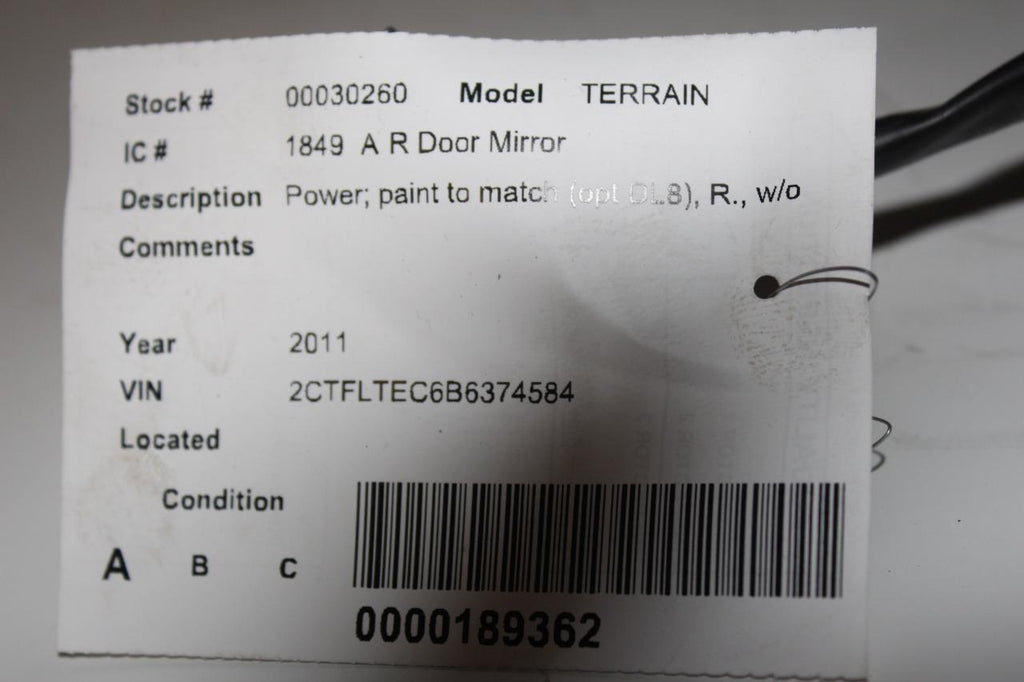 Stock # 00030260 Model TERRAIN
IC # 1849 A R Door Mirror
Description Power; paint to match (opt DL8), R., w/o
Comments
Year 2011
VIN 2CTFLTEC6B6374584
Located
Condition
A B C
0000189362